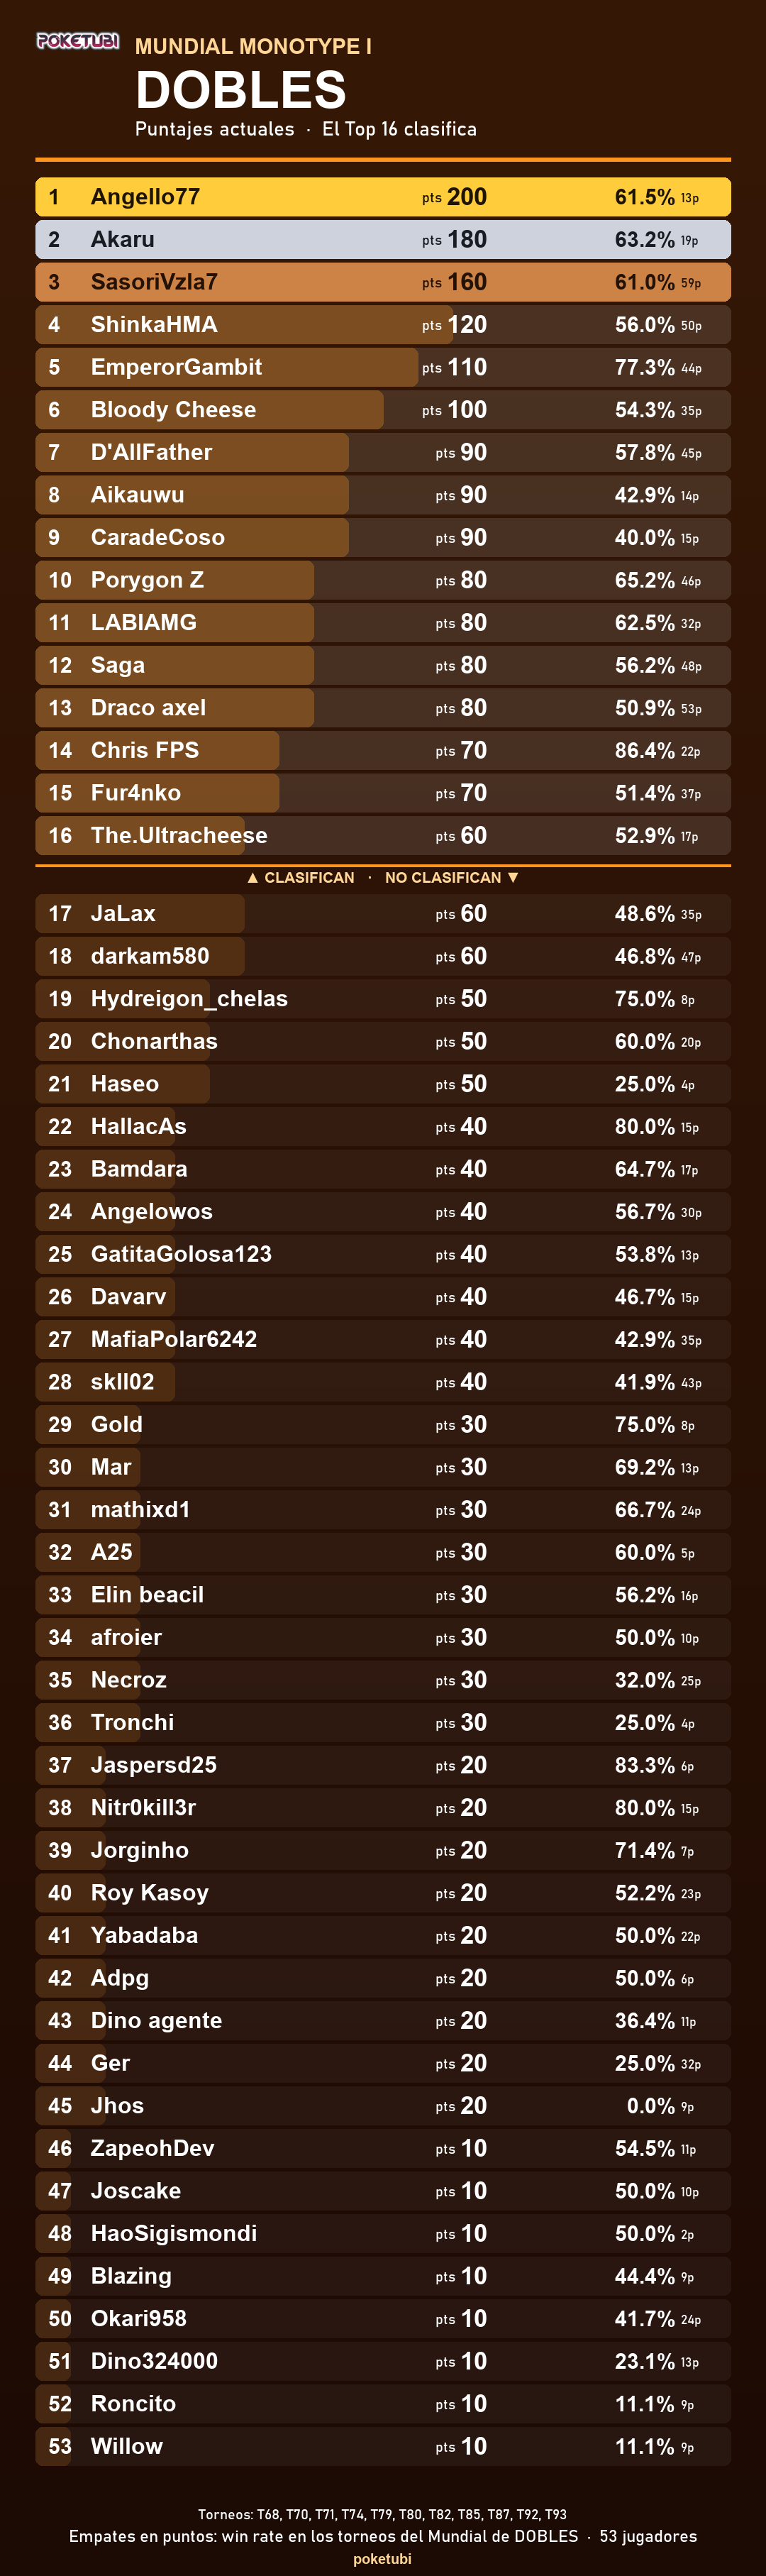 POKETUBI
MUNDIAL MONOTYPE I
DOBLES
Puntajes actuales · El Top 16 clasifica
1 Angello77 pts 200 61.5% 13p
2 Akaru pts 180 63.2% 19p
3 SasoriVzla7 pts 160 61.0% 59p
4 ShinkaHMA pts 120 56.0% 50p
5 EmperorGambit pts 110 77.3% 44p
6 Bloody Cheese pts 100 54.3% 35p
7 D'AllFather pts 90 57.8% 45p
8 Aikauwu pts 90 42.9% 14p
9 CaradeCoso pts 90 40.0% 15p
10 Porygon Z pts 80 65.2% 46p
11 LABIAMG pts 80 62.5% 32p
12 Saga pts 80 56.2% 48p
13 Draco axel pts 80 50.9% 53p
14 Chris FPS pts 70 86.4% 22p
15 Fur4nko pts 70 51.4% 37p
16 The.Ultracheese pts 60 52.9% 17p
▲ CLASIFICAN · NO CLASIFICAN ▼
17 JaLax pts 60 48.6% 35p
18 darkam580 pts 60 46.8% 47p
19 Hydreigon_chelas pts 50 75.0% 8p
20 Chonarthas pts 50 60.0% 20p
21 Haseo pts 50 25.0% 4p
22 HallacAs pts 40 80.0% 15p
23 Bamdara pts 40 64.7% 17p
24 Angelowos pts 40 56.7% 30p
25 GatitaGolosa123 pts 40 53.8% 13p
26 Davarv pts 40 46.7% 15p
27 MafiaPolar6242 pts 40 42.9% 35p
28 skll02 pts 40 41.9% 43p
29 Gold pts 30 75.0% 8p
30 Mar pts 30 69.2% 13p
31 mathixd1 pts 30 66.7% 24p
32 A25 pts 30 60.0% 5p
33 Elin beacil pts 30 56.2% 16p
34 afroier pts 30 50.0% 10p
35 Necroz pts 30 32.0% 25p
36 Tronchi pts 30 25.0% 4p
37 Jaspersd25 pts 20 83.3% 6p
38 Nitr0kill3r pts 20 80.0% 15p
39 Jorginho pts 20 71.4% 7p
40 Roy Kasoy pts 20 52.2% 23p
41 Yabadaba pts 20 50.0% 22p
42 Adpg pts 20 50.0% 6p
43 Dino agente pts 20 36.4% 11p
44 Ger pts 20 25.0% 32p
45 Jhos pts 20 0.0% 9p
46 ZapeohDev pts 10 54.5% 11p
47 Joscake pts 10 50.0% 10p
48 HaoSigismondi pts 10 50.0% 2p
49 Blazing pts 10 44.4% 9p
50 Okari958 pts 10 41.7% 24p
51 Dino324000 pts 10 23.1% 13p
52 Roncito pts 10 11.1% 9p
53 Willow pts 10 11.1% 9p
Torneos: T68, T70, T71, T74, T79, T80, T82, T85, T87, T92, T93
Empates en puntos: win rate en los torneos del Mundial de DOBLES · 53 jugadores
poketubi